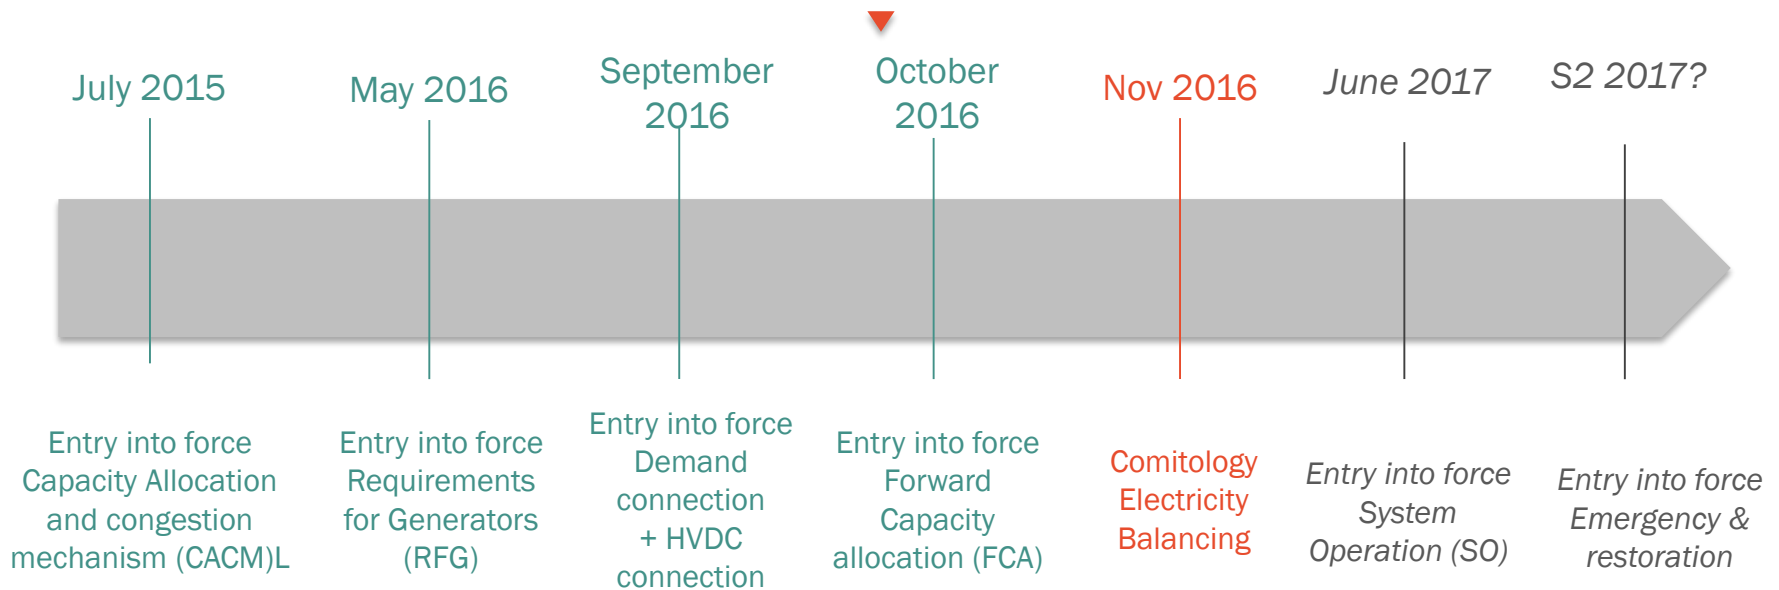 July 2015
May 2016
September
2016
October
2016
Nov 2016
June 2017
S2 2017?
Entry into force
Capacity Allocation
and congestion
mechanism (CACM)L
Entry into force
Requirements
for Generators
(RFG)
Entry into force
Demand
connection
+ HVDC
connection
Entry into force
Forward
Capacity
allocation (FCA)
Comitology
Electricity
Balancing
Entry into force
System
Operation (SO)
Entry into force
Emergency &
restoration